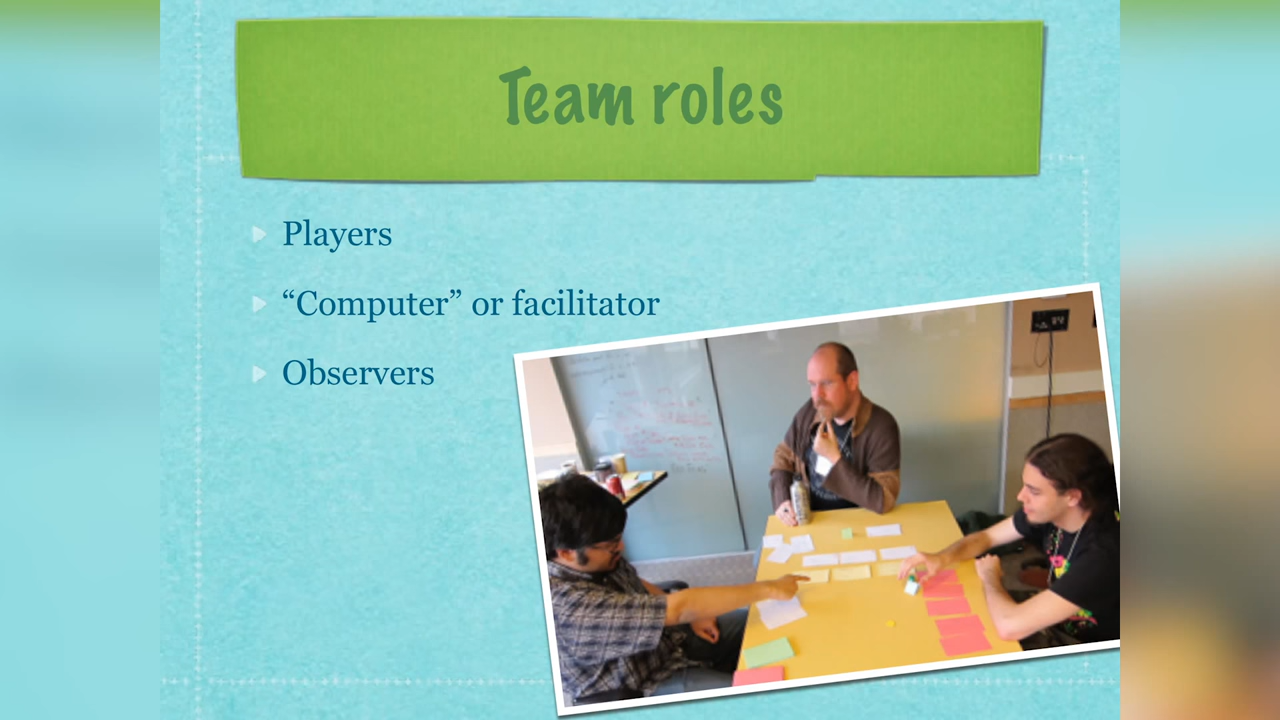 Team roles
Players
“Computer” or facilitator
Observers